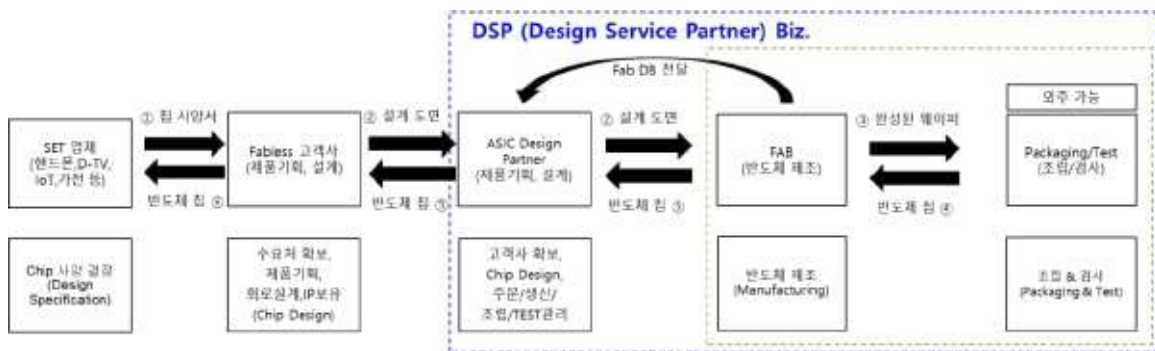 DSP (Design Service Partner) Biz.
Fab DB 전달
외주 가능
① 칩 사양서
② 설계 도면
② 설계 도면
③ 완성된 웨이퍼
SET 업체
(핸드폰,D-TV,
IoT,가전 등)
Fabless 고객사
(제품기획, 설계)
ASIC Design
Partner
(제품기획, 설계)
FAB
(반도체 제조)
Packaging/Test
(조립/검사)
반도체 칩 ⑥
반도체 칩 ⑤
반도체 칩
반도체 칩 ④
Chip 사양 결정
(Design
Specification)
수요처 확보,
제품기획,
회로설계,IP보유
(Chip Design)
고객사 확보,
Chip Design,
주문/생산/
조립/TEST관리
반도체 제조
(Manufacturing)
조립 & 검사
(Packaging & Test)